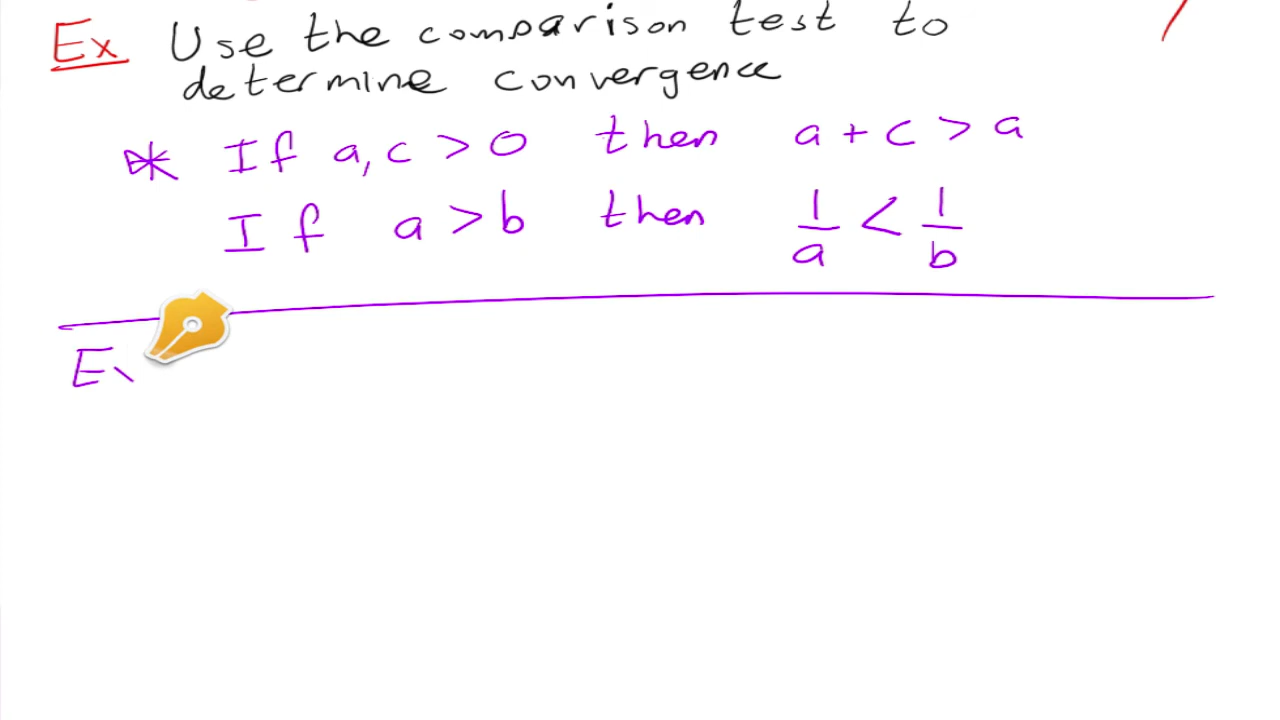 Ex Use the comparison test to
determine convergence
* If a, c > 0 then a + c > a
If a > b then 1/a < 1/b
Ex